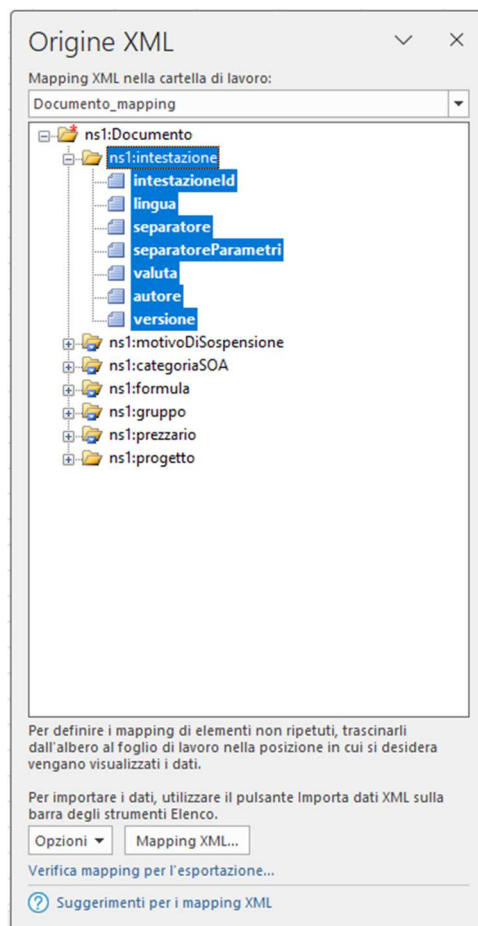 Origine XML
Mapping XML nella cartella di lavoro:
Documento_mapping
ns1:Documento
ns1:intestazione
intestazioneId
lingua
separatore
separatoreParametri
valuta
autore
versione
ns1:motivoDiSospensione
ns1:categoriaSOA
ns1:formula
ns1:gruppo
ns1:prezzario
ns1:progetto
Per definire i mapping di elementi non ripetuti, trascinarli
dall'albero al foglio di lavoro nella posizione in cui si desidera
vengano visualizzati i dati.
Per importare i dati, utilizzare il pulsante Importa dati XML sulla
barra degli strumenti Elenco.
Opzioni Mapping XML...
Verifica mapping per l'esportazione...
Suggerimenti per i mapping XML